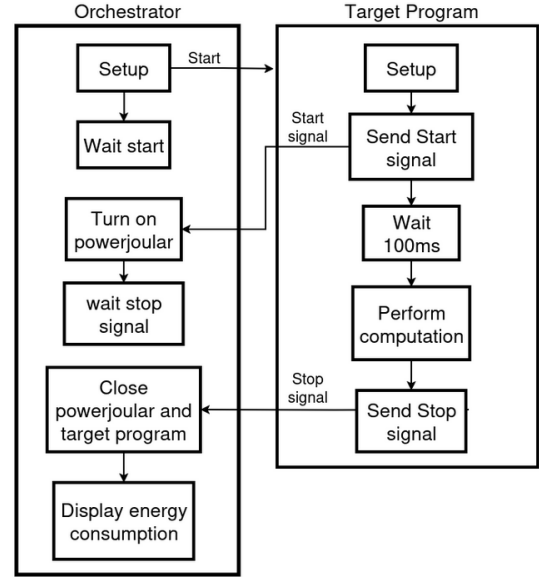 Orchestrator
Setup
Wait start
Turn on
powerjoular
wait stop
signal
Close
powerjoular and
target program
Display energy
consumption
Start
Start
signal
Stop
signal
Target Program
Setup
Send Start
signal
Wait
100ms
Perform
computation
Send Stop
signal